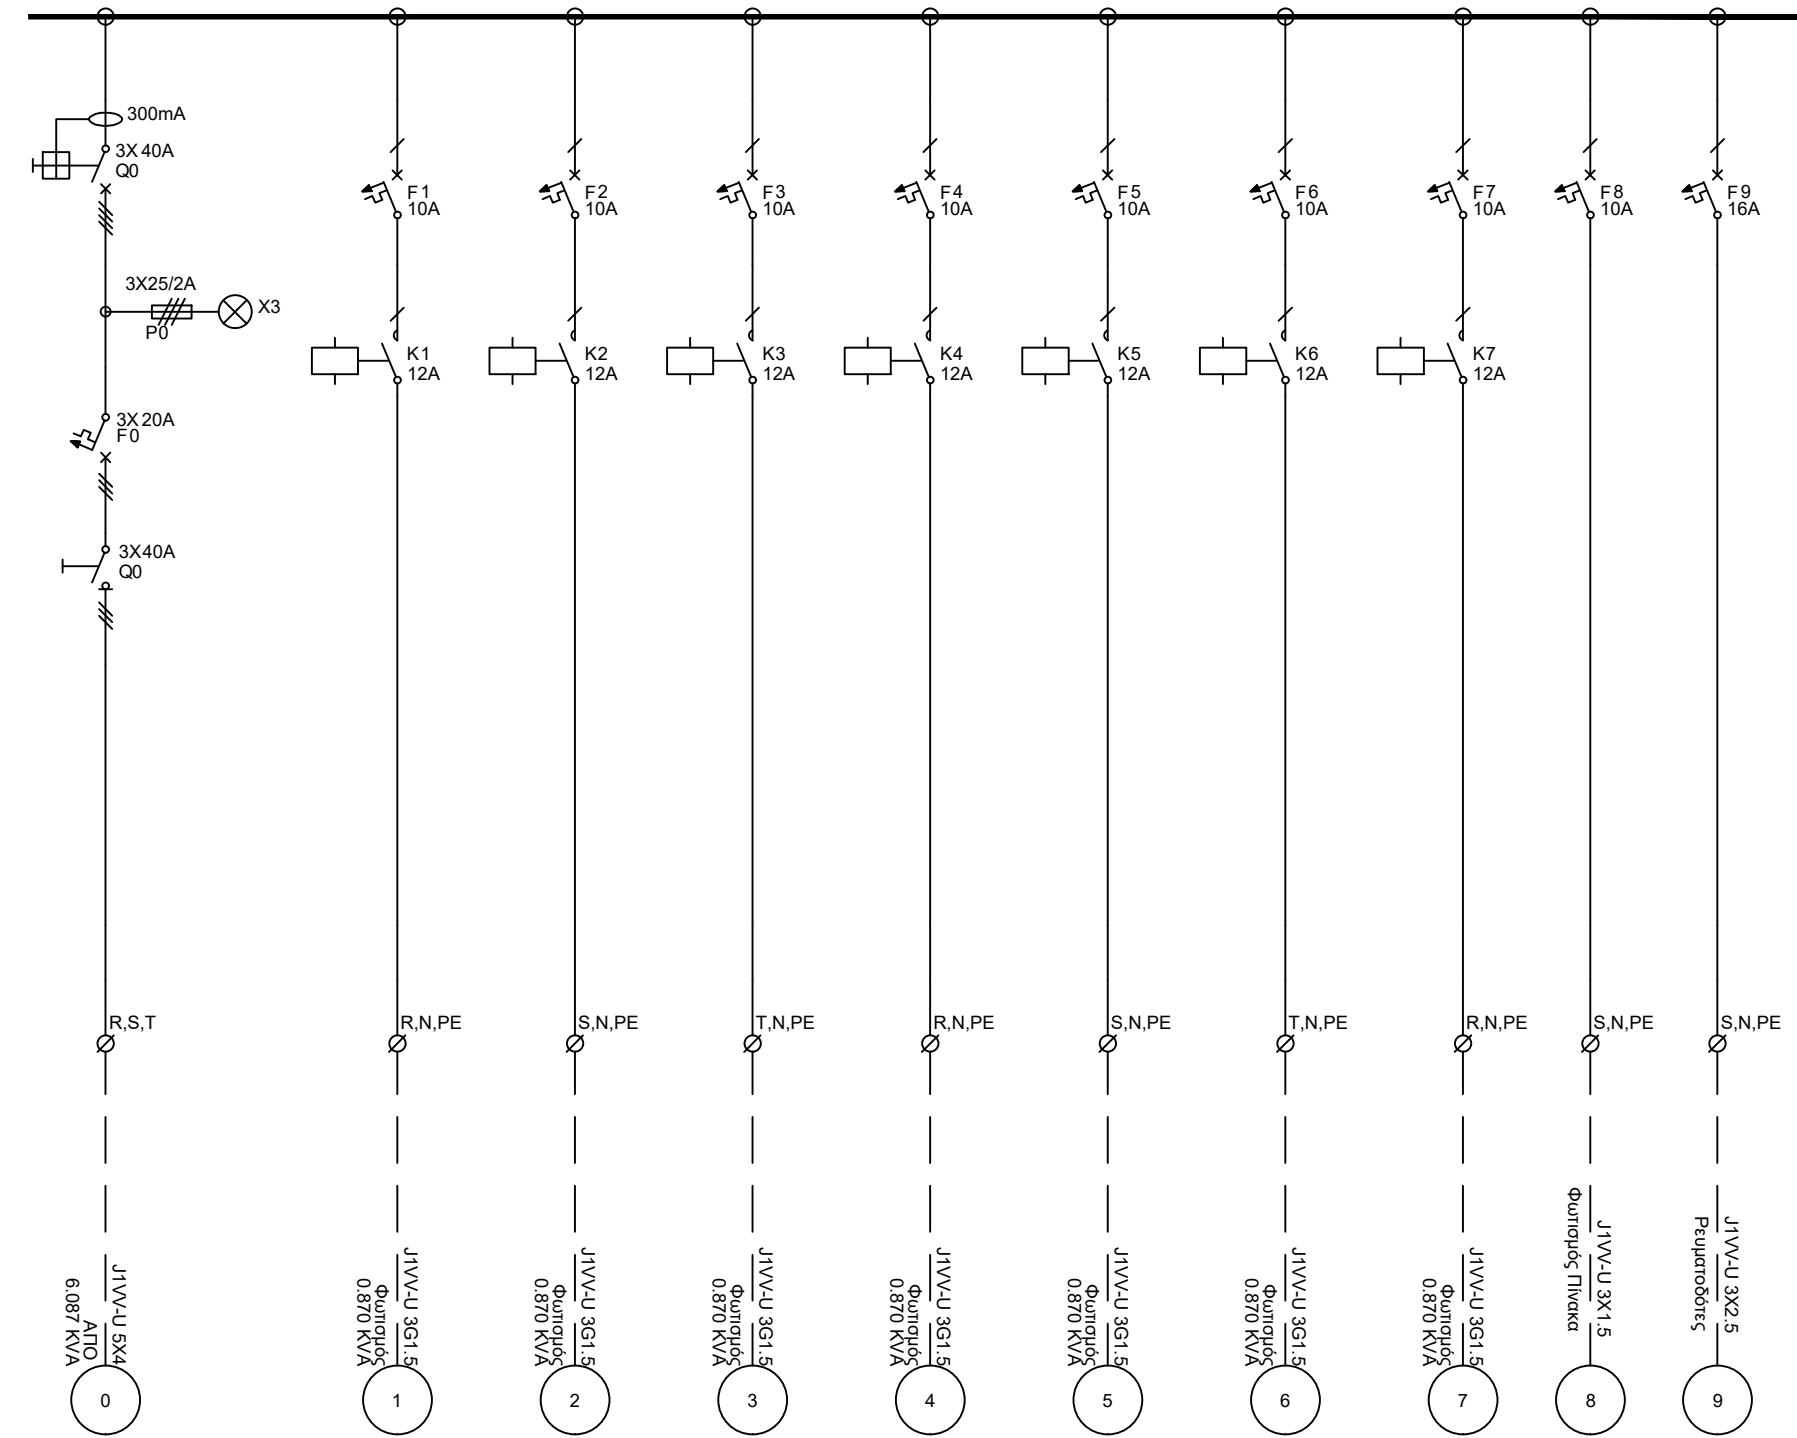 300mA
3X40A
Q0
3X25/2A
P0
X3
3X20A
F0
3X40A
Q0
F1
10A
F2
10A
F3
10A
F4
10A
F5
10A
F6
10A
F7
10A
F8
10A
F9
16A
K1
12A
K2
12A
K3
12A
K4
12A
K5
12A
K6
12A
K7
12A
R,S,T
R,N,PE
S,N,PE
T,N,PE
R,N,PE
S,N,PE
T,N,PE
R,N,PE
S,N,PE
S,N,PE
J1VV-U 5X4
ΑΠΟ
6.087 KVA
J1VV-U 3G1.5
Φωτισμός
0.870 KVA
J1VV-U 3G1.5
Φωτισμός
0.870 KVA
J1VV-U 3G1.5
Φωτισμός
0.870 KVA
J1VV-U 3G1.5
Φωτισμός
0.870 KVA
J1VV-U 3G1.5
Φωτισμός
0.870 KVA
J1VV-U 3G1.5
Φωτισμός
0.870 KVA
J1VV-U 3G1.5
Φωτισμός
0.870 KVA
J1VV-U 3X1.5
Φωτισμός Πίνακα
J1VV-U 3X2.5
Ρευματοδότες
0
1
2
3
4
5
6
7
8
9